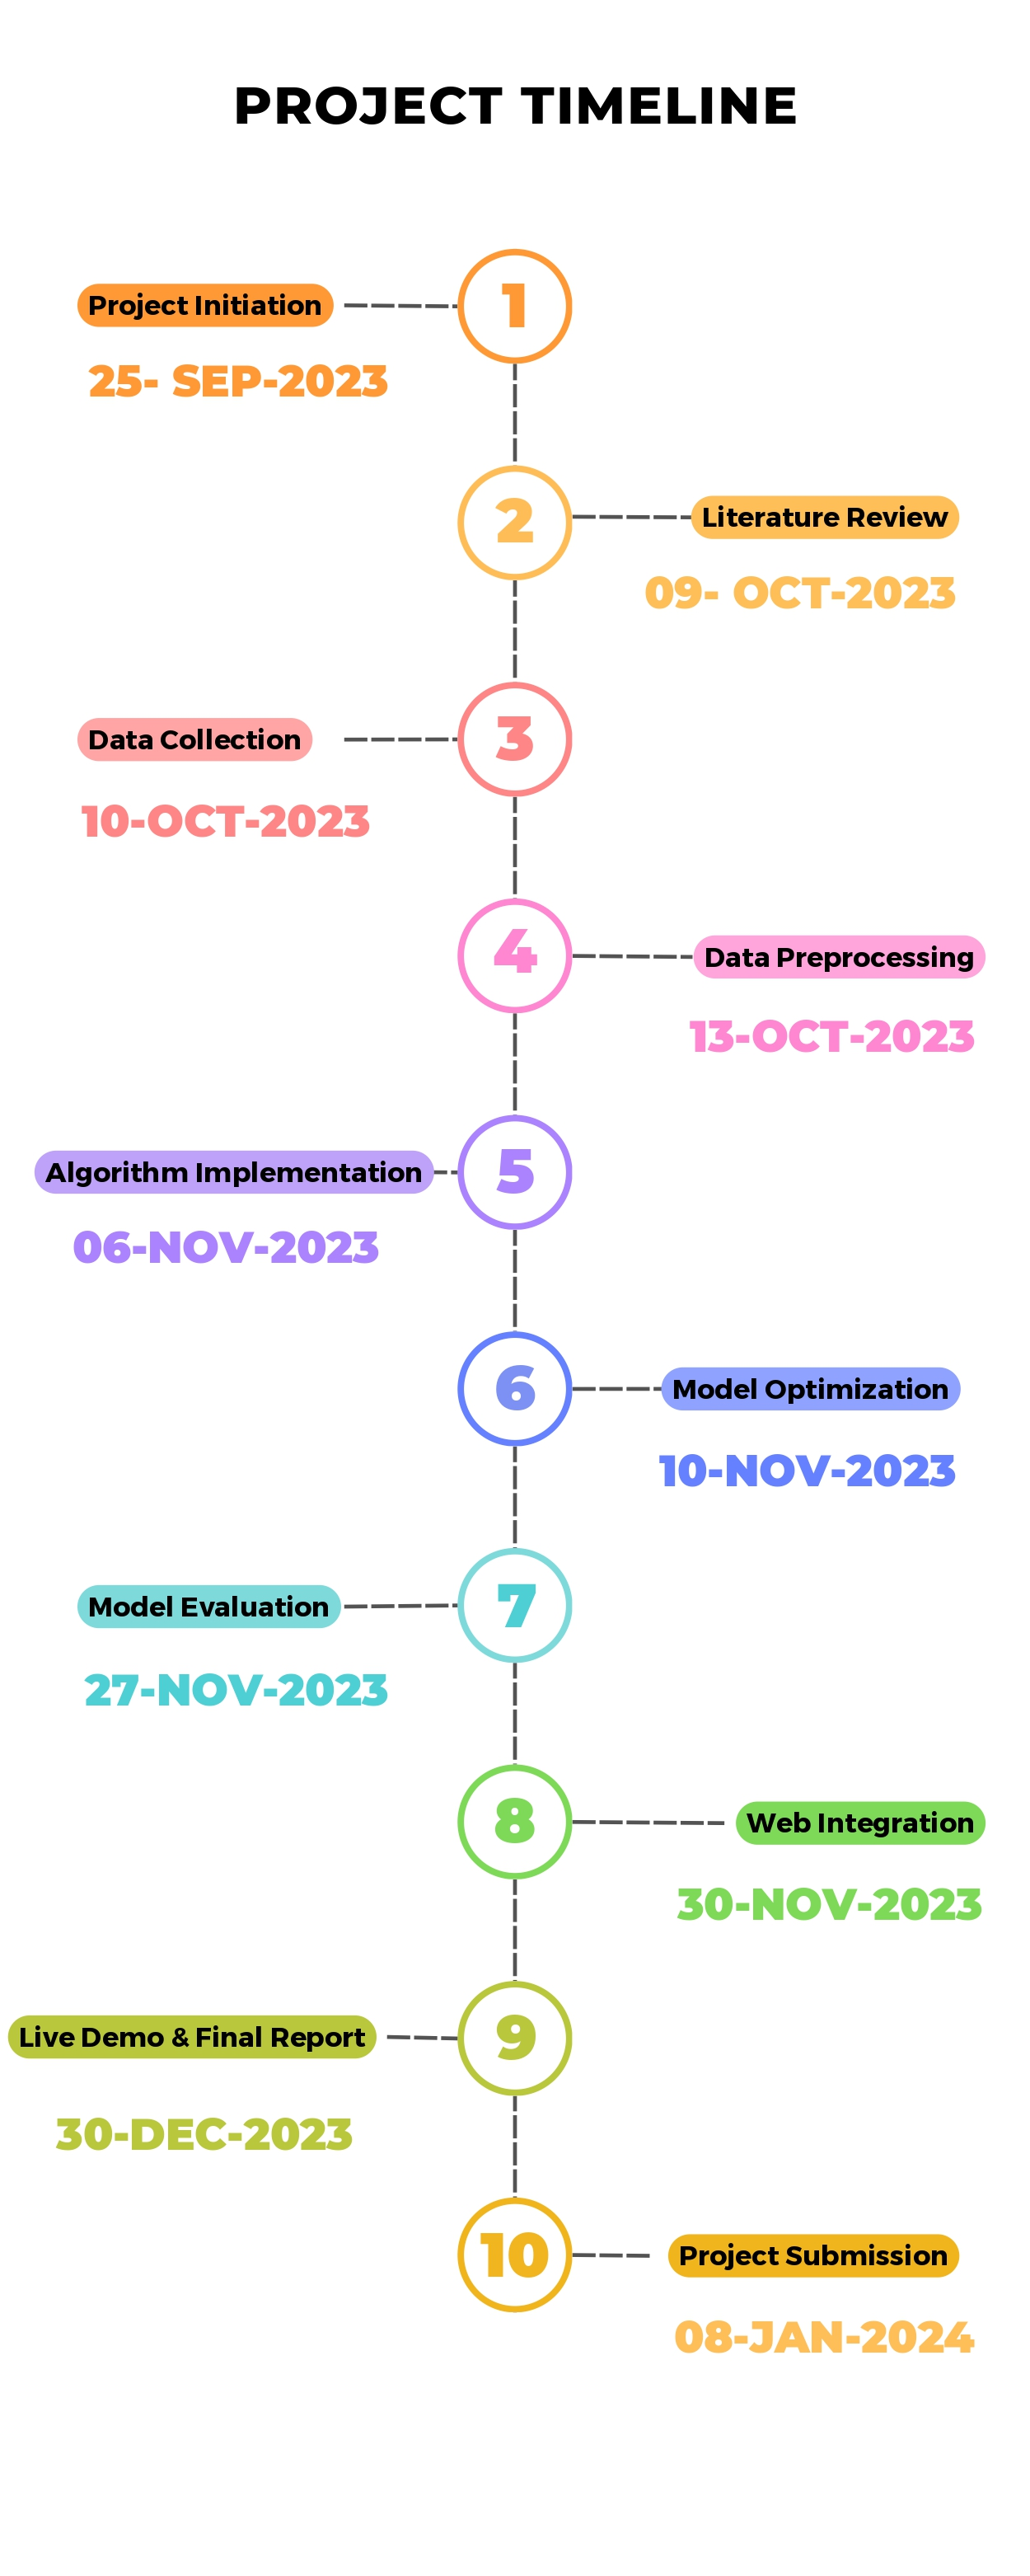 PROJECT TIMELINE
1
Project Initiation
25- SEP-2023
2
Literature Review
09- OCT-2023
3
Data Collection
10-OCT-2023
4
Data Preprocessing
13-OCT-2023
5
Algorithm Implementation
06-NOV-2023
6
Model Optimization
10-NOV-2023
7
Model Evaluation
27-NOV-2023
8
Web Integration
30-NOV-2023
9
Live Demo & Final Report
30-DEC-2023
10
Project Submission
08-JAN-2024